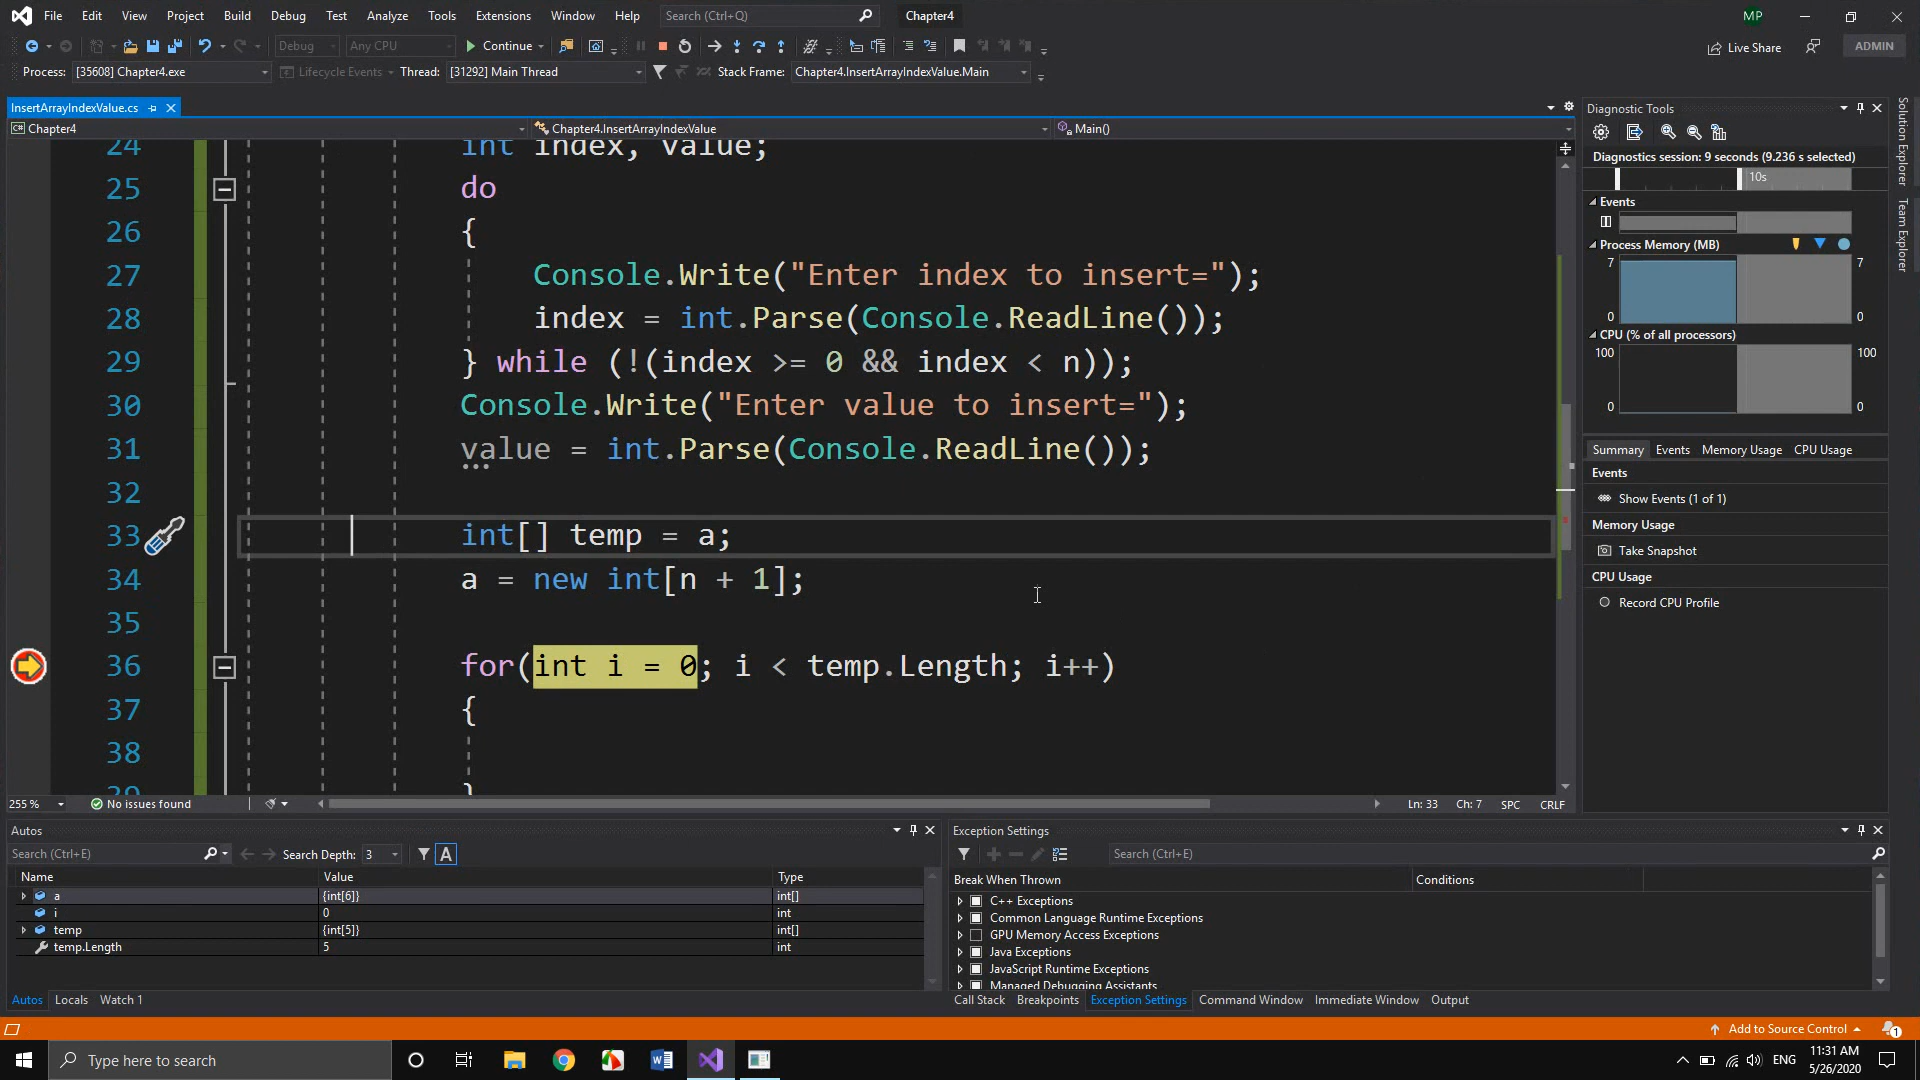 File Edit View Project Build Debug Test Analyze Tools Extensions Window Help Search (Ctrl+Q) Chapter4 MP
Debug Any CPU Continue Live Share ADMIN
Process: [35608] Chapter4.exe Lifecycle Events Thread: [31292] Main Thread Stack Frame: Chapter4.InsertArrayIndexValue.Main
InsertArrayIndexValue.cs
Chapter4 Chapter4.InsertArrayIndexValue Main()
24 int index, value;
25 do
26 {
27 Console.Write("Enter index to insert=");
28 index = int.Parse(Console.ReadLine());
29 } while (!(index >= 0 && index < n));
30 Console.Write("Enter value to insert=");
31 value = int.Parse(Console.ReadLine());
32
33 int[] temp = a;
34 a = new int[n + 1];
35
36 for(int i = 0; i < temp.Length; i++)
37 {
38
39 }
255 % No issues found Ln: 33 Ch: 7 SPC CRLF
Diagnostic Tools
Diagnostics session: 9 seconds (9.236 s selected)
10s
Events
Process Memory (MB)
7 7
0 0
CPU (% of all processors)
100 100
0 0
Summary Events Memory Usage CPU Usage
Events
Show Events (1 of 1)
Memory Usage
Take Snapshot
CPU Usage
Record CPU Profile
Solution Explorer
Team Explorer
Autos
Search (Ctrl+E) Search Depth: 3 A
Name Value Type
a {int[6]} int[]
i 0 int
temp {int[5]} int[]
temp.Length 5 int
Autos Locals Watch 1
Exception Settings
Search (Ctrl+E)
Break When Thrown Conditions
C++ Exceptions
Common Language Runtime Exceptions
GPU Memory Access Exceptions
Java Exceptions
JavaScript Runtime Exceptions
Managed Debugging Assistants
Call Stack Breakpoints Exception Settings Command Window Immediate Window Output
Add to Source Control 1
Type here to search ENG 11:31 AM
5/26/2020